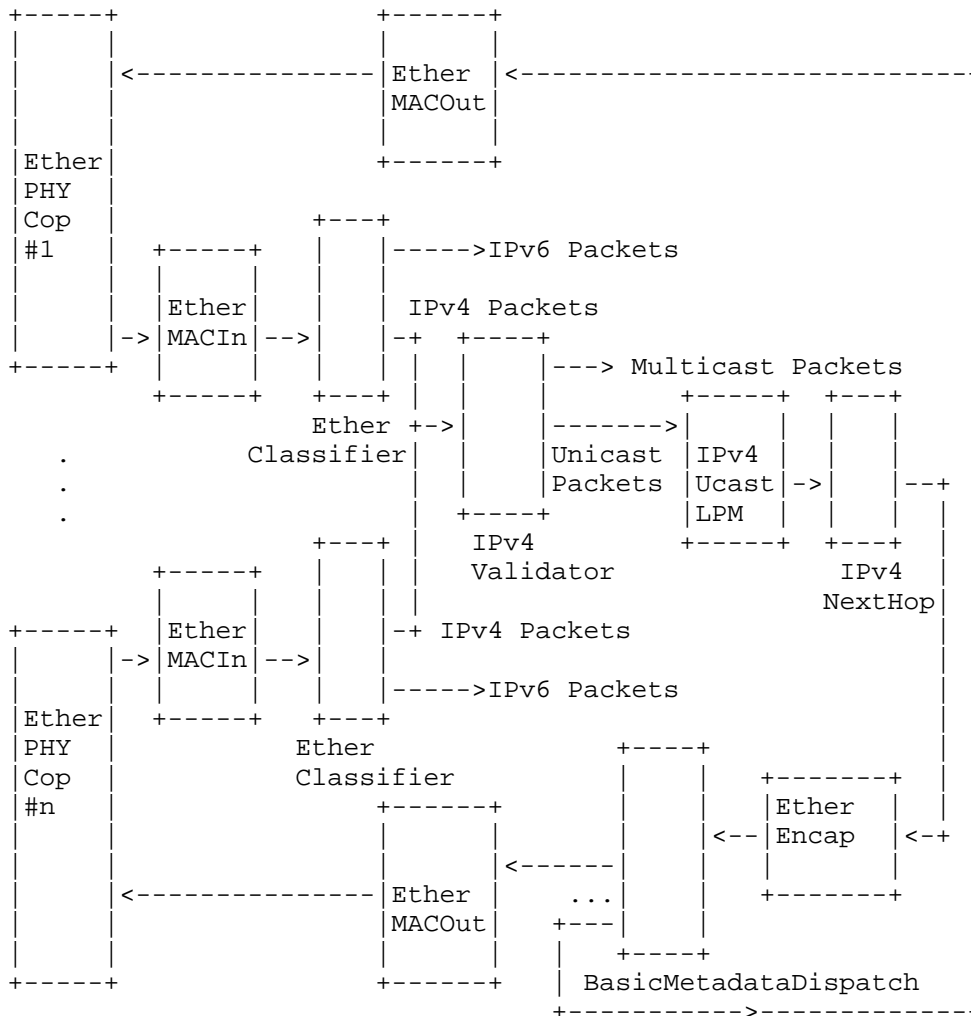 Ether
MACOut
Ether
PHY
Cop
#1
IPv6 Packets
Ether
MACIn
IPv4 Packets
Multicast Packets
Ether
Classifier
Unicast
Packets
IPv4
Ucast
LPM
.
.
.
IPv4
Validator
IPv4
NextHop
Ether
MACIn
IPv4 Packets
IPv6 Packets
Ether
PHY
Cop
#n
Ether
Classifier
Ether
Encap
Ether
MACOut
...
BasicMetadataDispatch